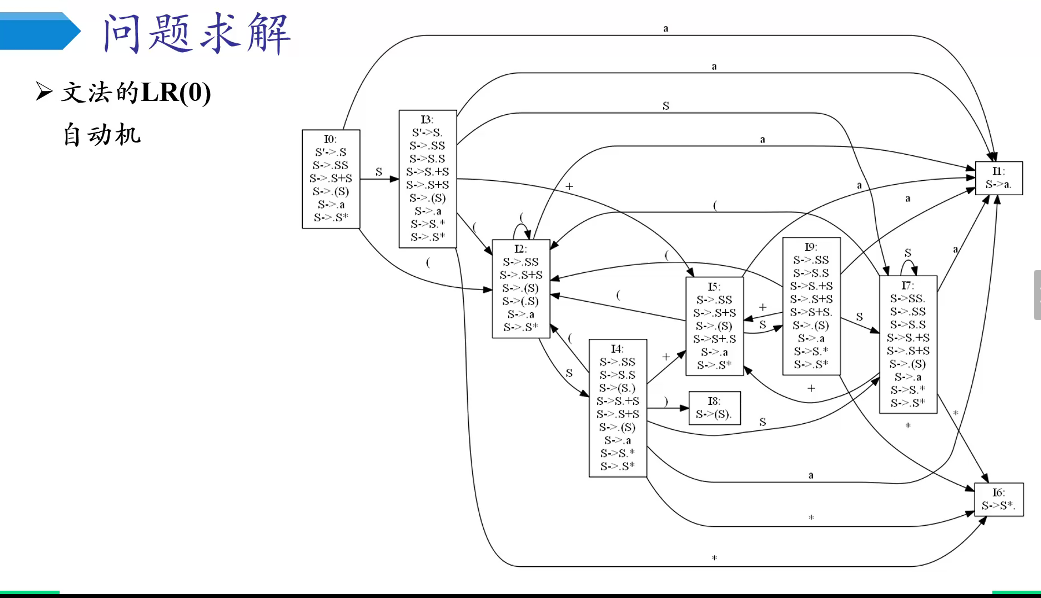 问题求解
➢ 文法的LR(0)
自动机
I0:
S'->.S
S->.SS
S->.S+S
S->.(S)
S->.a
S->.S*
I3:
S'->S.
S->.SS
S->S.S
S->S.+S
S->.S+S
S->.(S)
S->.a
S->S.*
S->.S*
I1:
S->a.
I2:
S->.SS
S->.S+S
S->.(S)
S->(.S)
S->.a
S->.S*
I9:
S->.SS
S->S.S
S->S.+S
S->.S+S
S->S+S.
S->.(S)
S->.a
S->S.*
S->.S*
I5:
S->.SS
S->.S+S
S->.(S)
S->S+.S
S->.a
S->.S*
I7:
S->SS.
S->.SS
S->S.S
S->S.+S
S->.S+S
S->.(S)
S->.a
S->S.*
S->.S*
I4:
S->.SS
S->S.S
S->(S.)
S->S.+S
S->.S+S
S->.(S)
S->.a
S->S.*
S->.S*
I8:
S->(S).
I6:
S->S*.
a
a
S
a
S
+
a
a
(
(
(
(
S
a
(
(
+
S
S
(
+
S
)
+
S
*
*
a
*
*